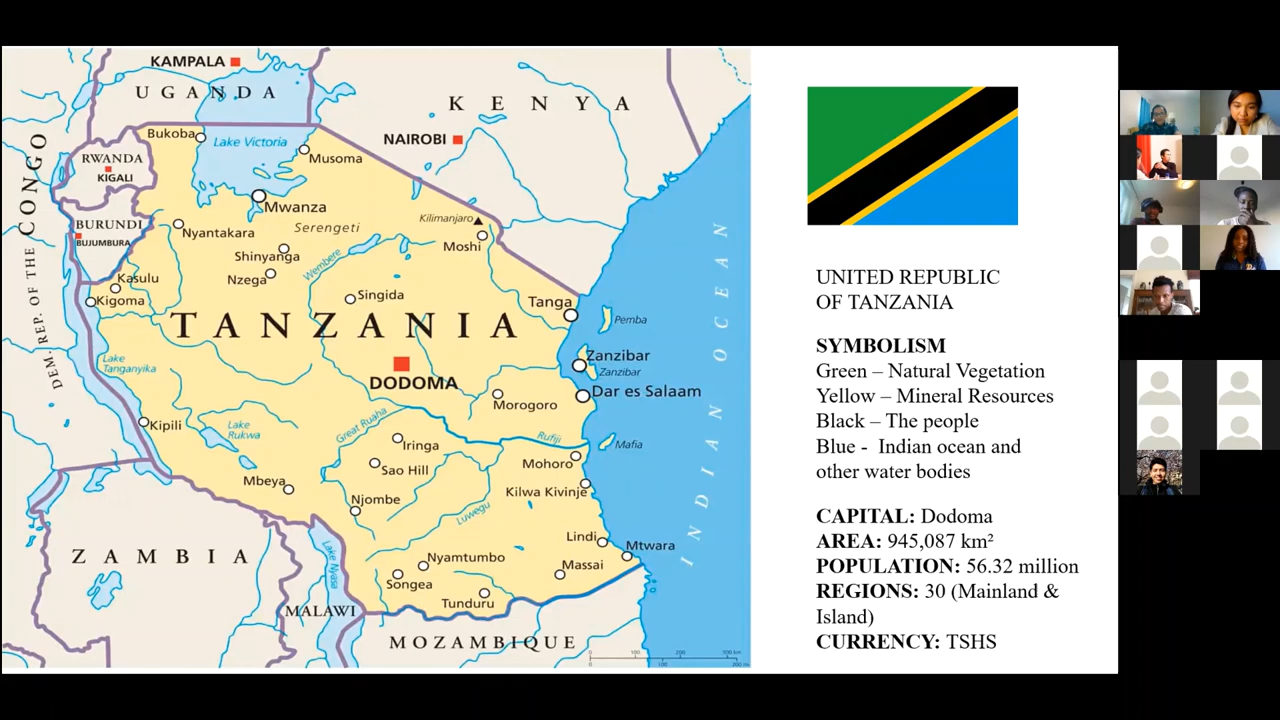 KAMPALA
UGANDA
KENYA
DEM. REP. OF THE CONGO
Bukoba
Lake Victoria
NAIROBI
Musoma
RWANDA
KIGALI
Mwanza
BURUNDI
BUJUMBURA
Nyantakara
Serengeti
Kilimanjaro
Moshi
Shinyanga
Wembere
Nzega
Kasulu
Kigoma
Singida
Tanga
TANZANIA
Pemba
Lake
Tanganyika
DODOMA
Zanzibar
Zanzibar
Dar es Salaam
Morogoro
INDIAN OCEAN
Kipili
Lake
Rukwa
Great Ruaha
Iringa
Rufiji
Mafia
Sao Hill
Mohoro
Mbeya
Njombe
Kilwa Kivinje
Luwegu
ZAMBIA
Lake Nyasa
Lindi
Mtwara
Nyamtumbo
Songea
Massai
Tunduru
MALAWI
MOZAMBIQUE
UNITED REPUBLIC
OF TANZANIA
SYMBOLISM
Green – Natural Vegetation
Yellow – Mineral Resources
Black – The people
Blue - Indian ocean and
other water bodies
CAPITAL: Dodoma
AREA: 945,087 km²
POPULATION: 56.32 million
REGIONS: 30 (Mainland &
Island)
CURRENCY: TSHS